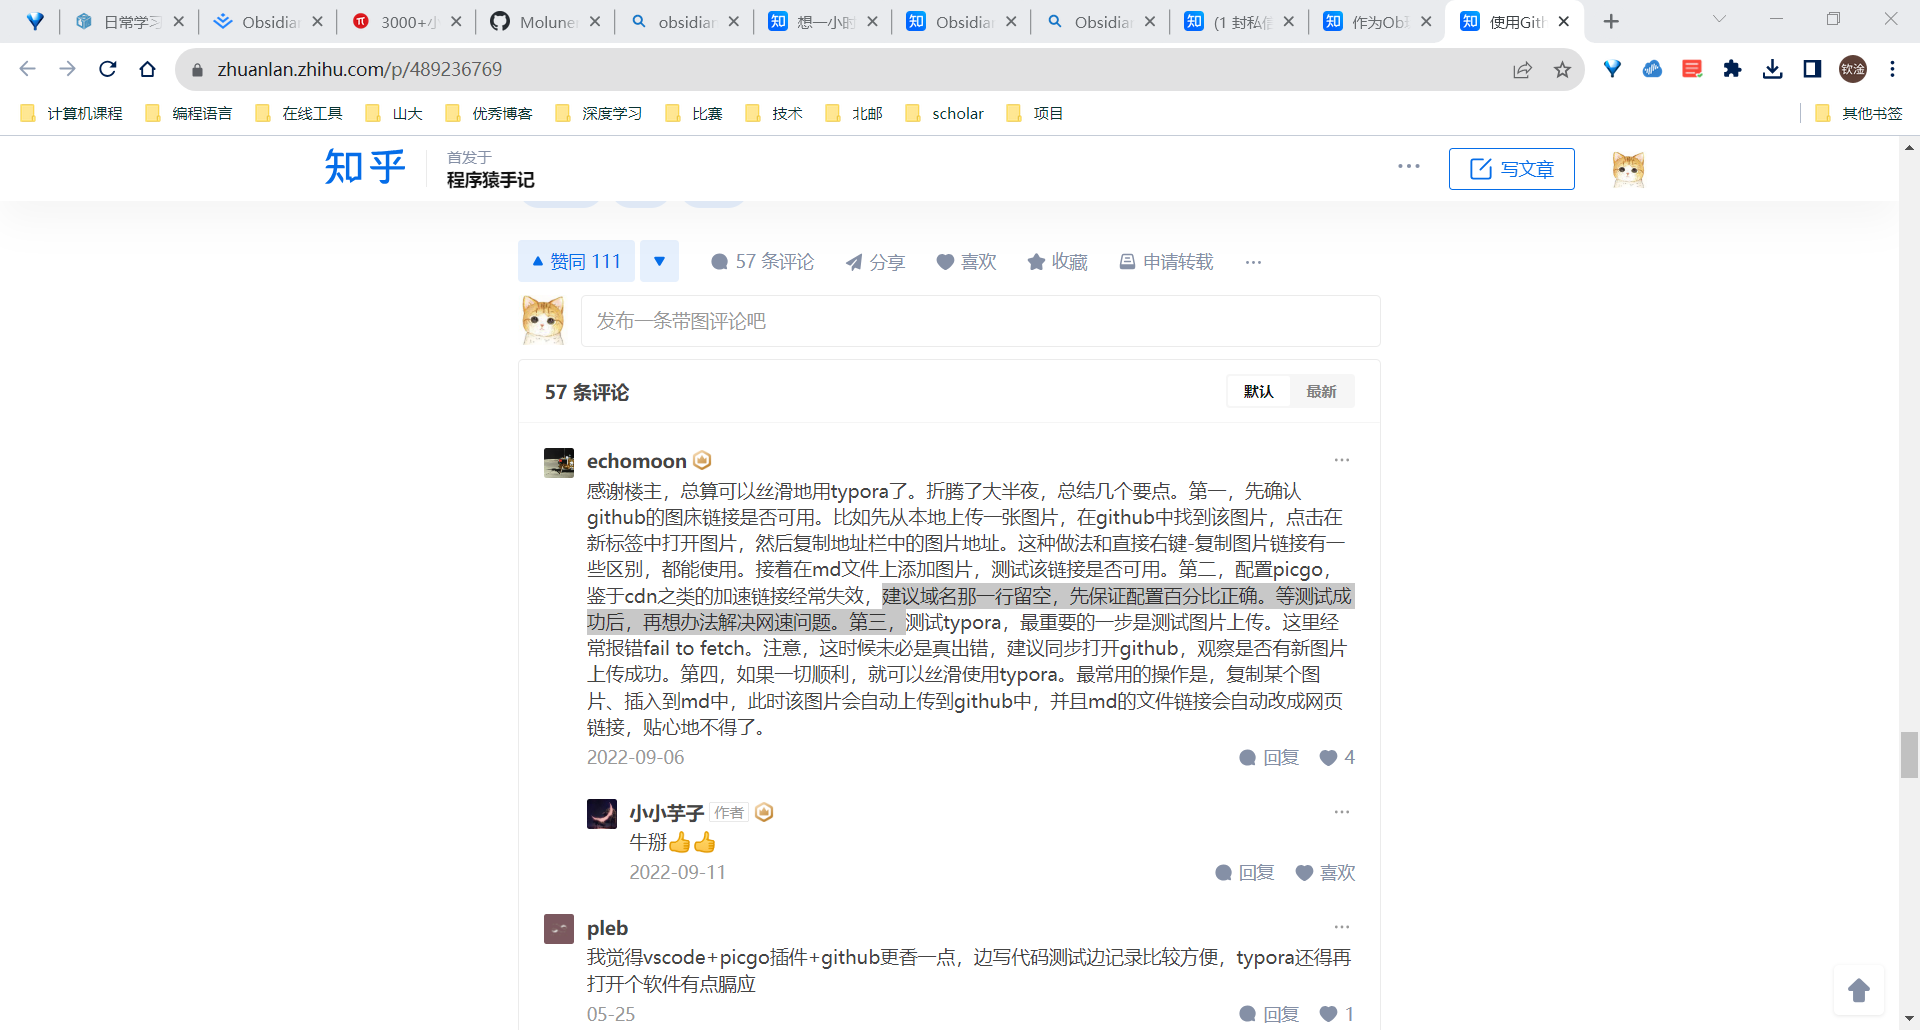 日常学习
Obsidian
3000+小
Molune
obsidian
想一小时
Obsidian
Obsidian
(1 封私信
作为Ob
使用Gith
zhuanlan.zhihu.com/p/489236769
钦淦
计算机课程
编程语言
在线工具
山大
优秀博客
深度学习
比赛
技术
北邮
scholar
项目
其他书签
知乎
首发于
程序猿手记
写文章
赞同 111
57 条评论
分享
喜欢
收藏
申请转载
发布一条带图评论吧
57 条评论
默认
最新
echomoon
感谢楼主，总算可以丝滑地用typora了。折腾了大半夜，总结几个要点。第一，先确认
github的图床链接是否可用。比如先从本地上传一张图片，在github中找到该图片，点击在
新标签中打开图片，然后复制地址栏中的图片地址。这种做法和直接右键-复制图片链接有一
些区别，都能使用。接着在md文件上添加图片，测试该链接是否可用。第二，配置picgo，
鉴于cdn之类的加速链接经常失效，建议域名那一行留空，先保证配置百分比正确。等测试成
功后，再想办法解决网速问题。第三，测试typora，最重要的一步是测试图片上传。这里经
常报错fail to fetch。注意，这时候未必是真出错，建议同步打开github，观察是否有新图片
上传成功。第四，如果一切顺利，就可以丝滑使用typora。最常用的操作是，复制某个图
片、插入到md中，此时该图片会自动上传到github中，并且md的文件链接会自动改成网页
链接，贴心地不得了。
2022-09-06
回复
4
小小芋子
作者
牛掰👍👍
2022-09-11
回复
喜欢
pleb
我觉得vscode+picgo插件+github更香一点，边写代码测试边记录比较方便，typora还得再
打开个软件有点膈应
05-25
回复
1